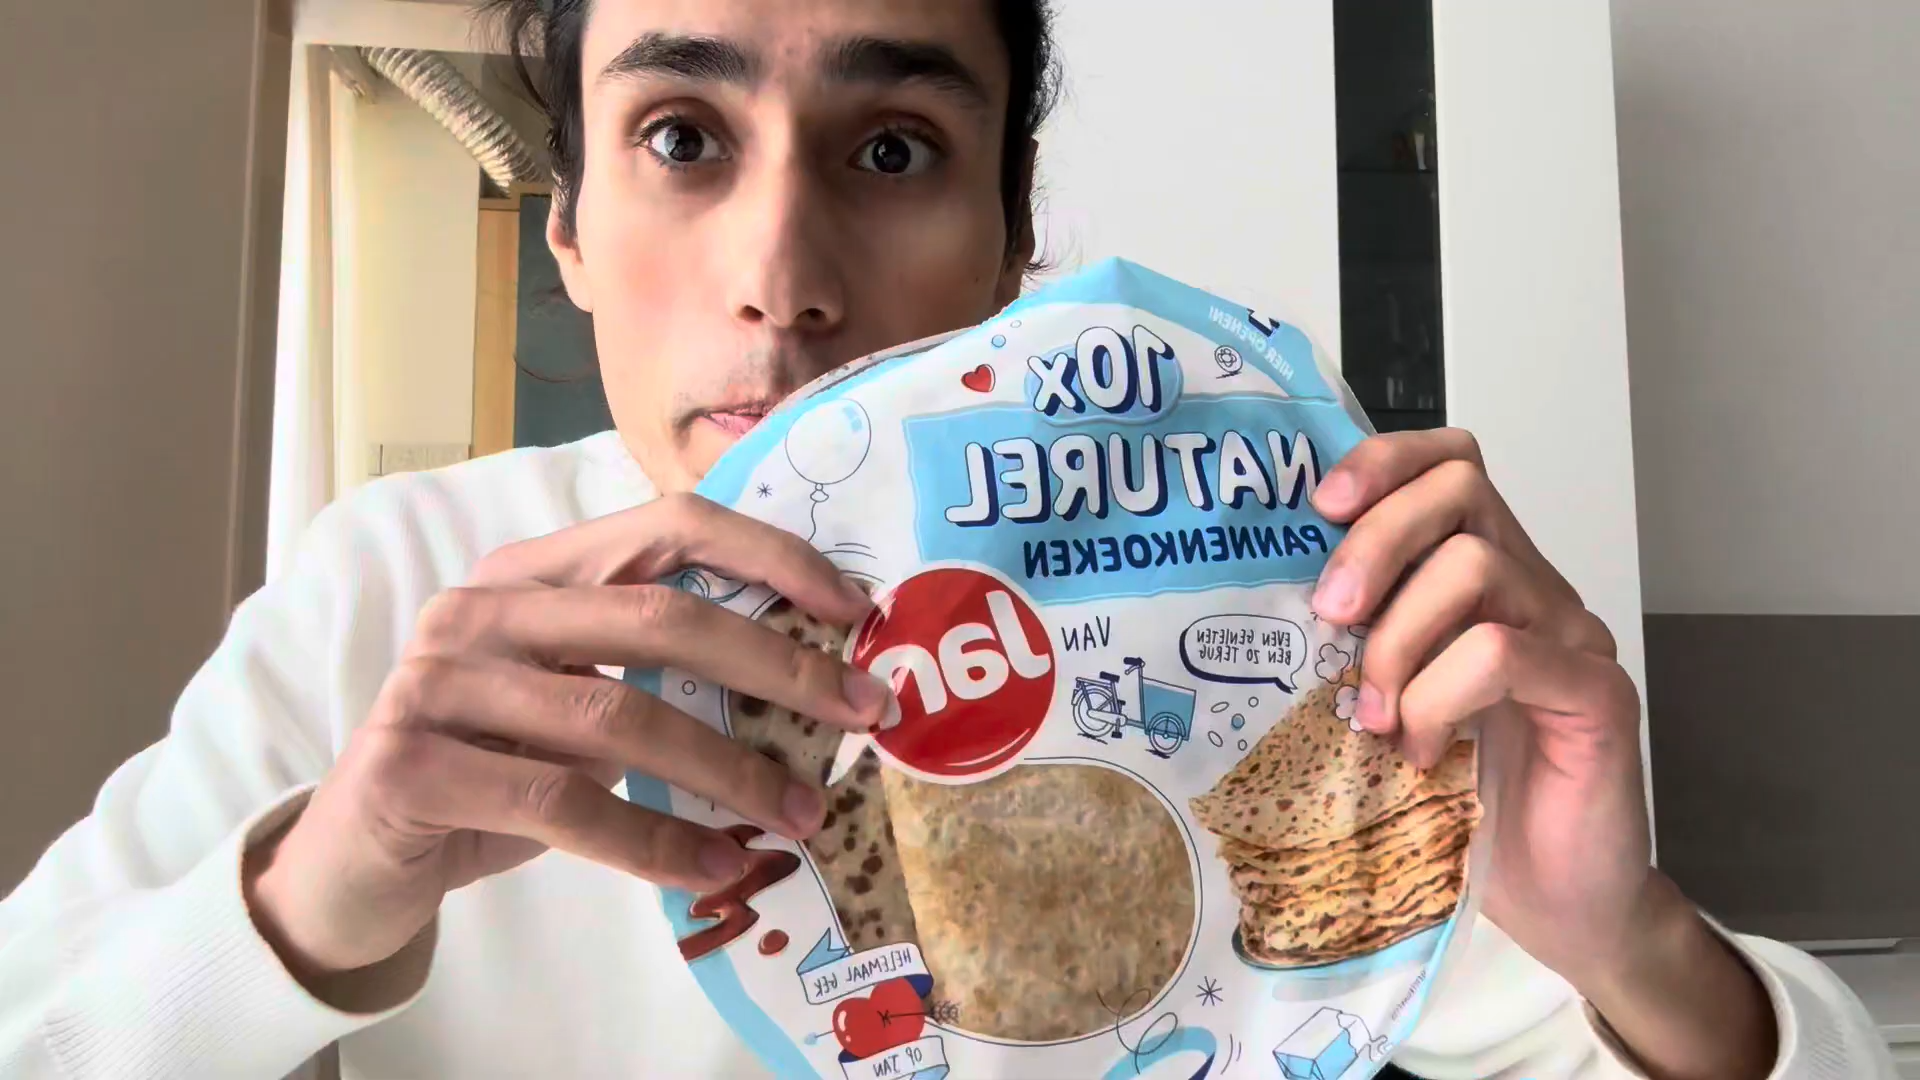 HIER OPENEN!
10x
NATUREL
PANNENKOEKEN
VAN
Jan
EVEN GENIETEN
BEN ZO TERUG
HELEMAAL GEK
OP JAN